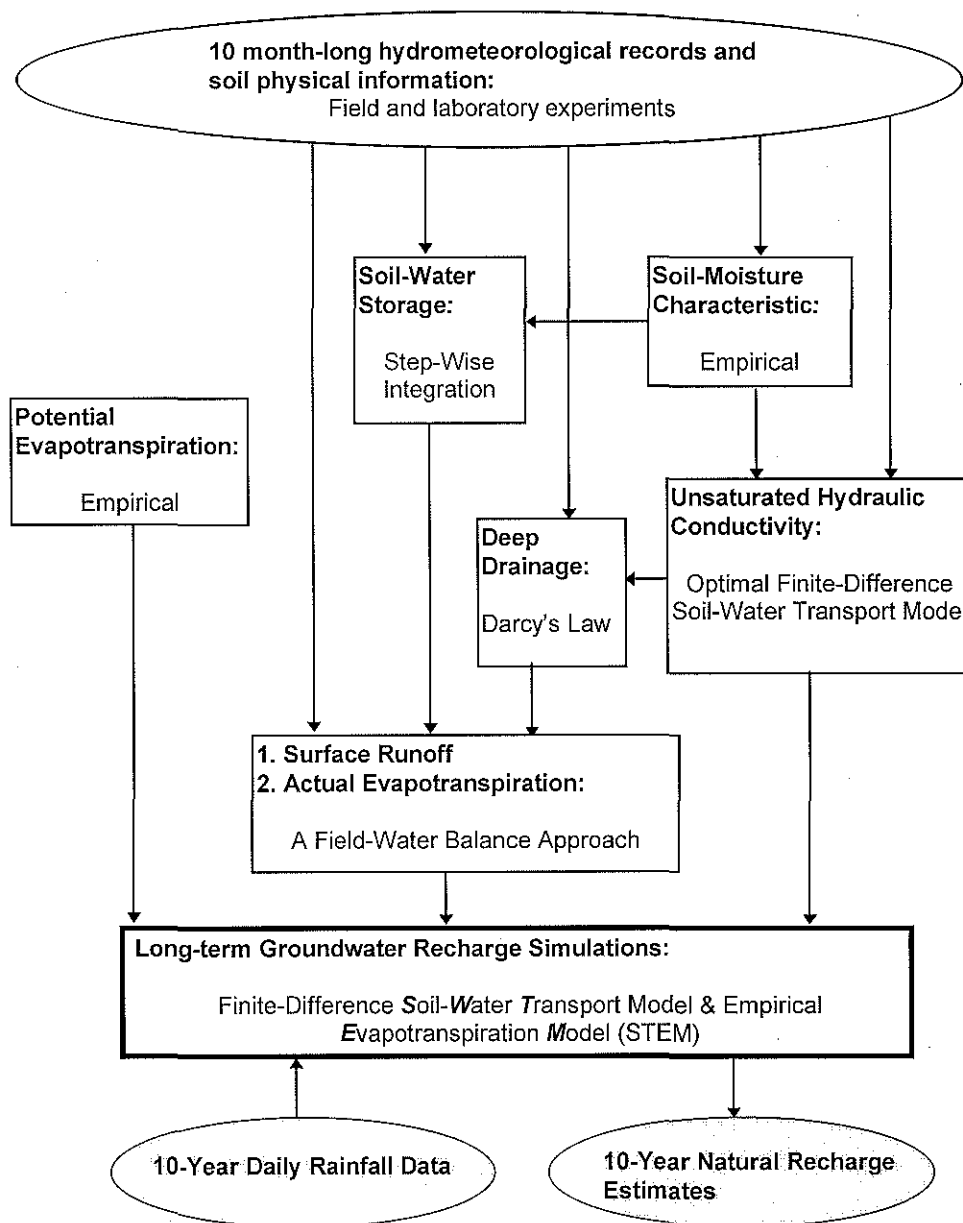 10 month-long hydrometeorological records and
soil physical information:
Field and laboratory experiments
Soil-Water
Storage:
Step-Wise
Integration
Soil-Moisture
Characteristic:
Empirical
Potential
Evapotranspiration:
Empirical
Unsaturated Hydraulic
Conductivity:
Optimal Finite-Difference
Soil-Water Transport Model
Deep
Drainage:
Darcy's Law
1. Surface Runoff
2. Actual Evapotranspiration:
A Field-Water Balance Approach
Long-term Groundwater Recharge Simulations:
Finite-Difference Soil-Water Transport Model & Empirical
Evapotranspiration Model (STEM)
10-Year Daily Rainfall Data
10-Year Natural Recharge
Estimates